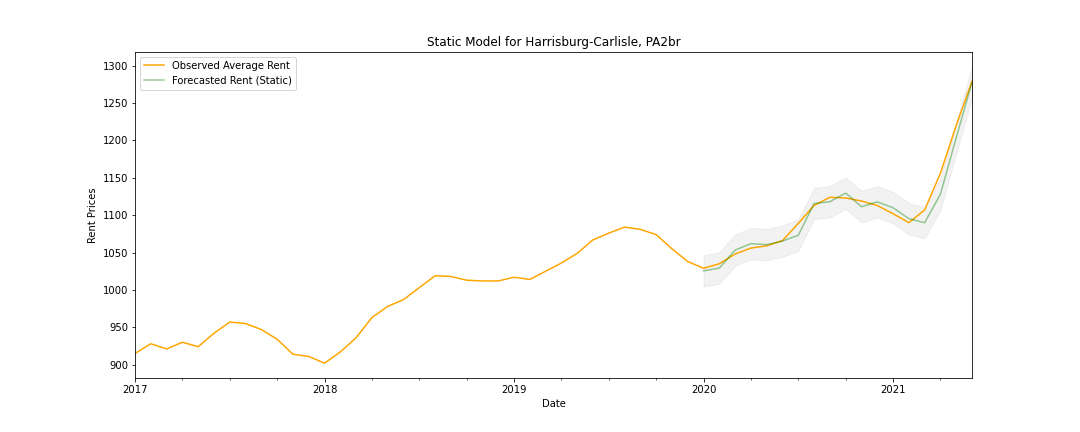 Static Model for Harrisburg-Carlisle, PA2br
Observed Average Rent
Forecasted Rent (Static)
1300
1250
1200
1150
1100
1050
1000
950
900
Rent Prices
2017
2018
2019
2020
2021
Date